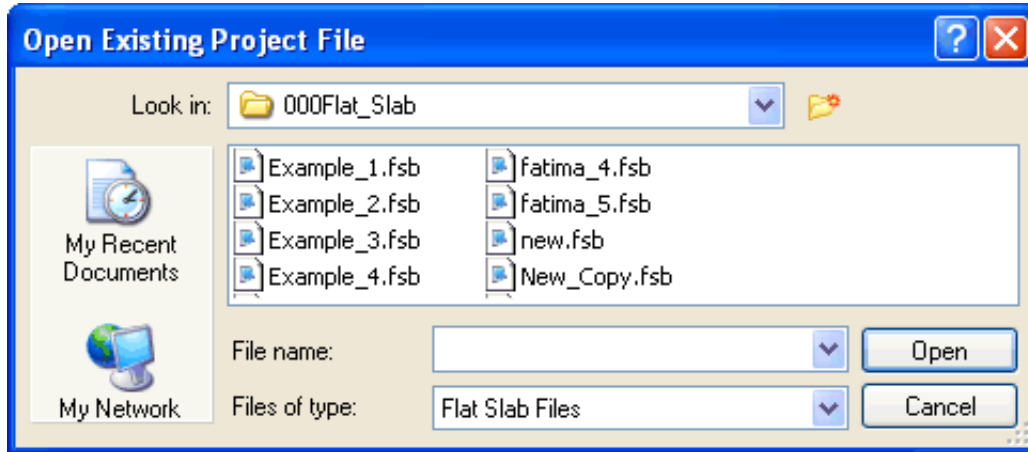 Open Existing Project File
Look in: 000Flat_Slab
Example_1.fsb fatima_4.fsb
Example_2.fsb fatima_5.fsb
Example_3.fsb new.fsb
Example_4.fsb New_Copy.fsb
My Recent
Documents
My Network
File name: Open
Files of type: Flat Slab Files Cancel